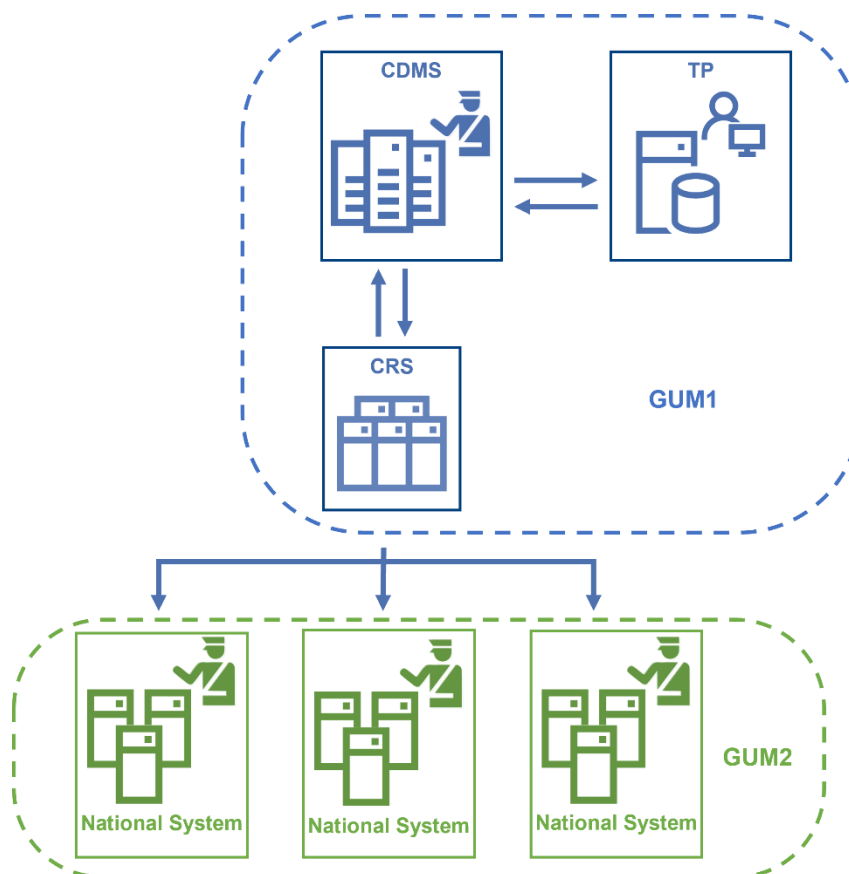 CDMS
TP
CRS
GUM1
National System
National System
National System
GUM2